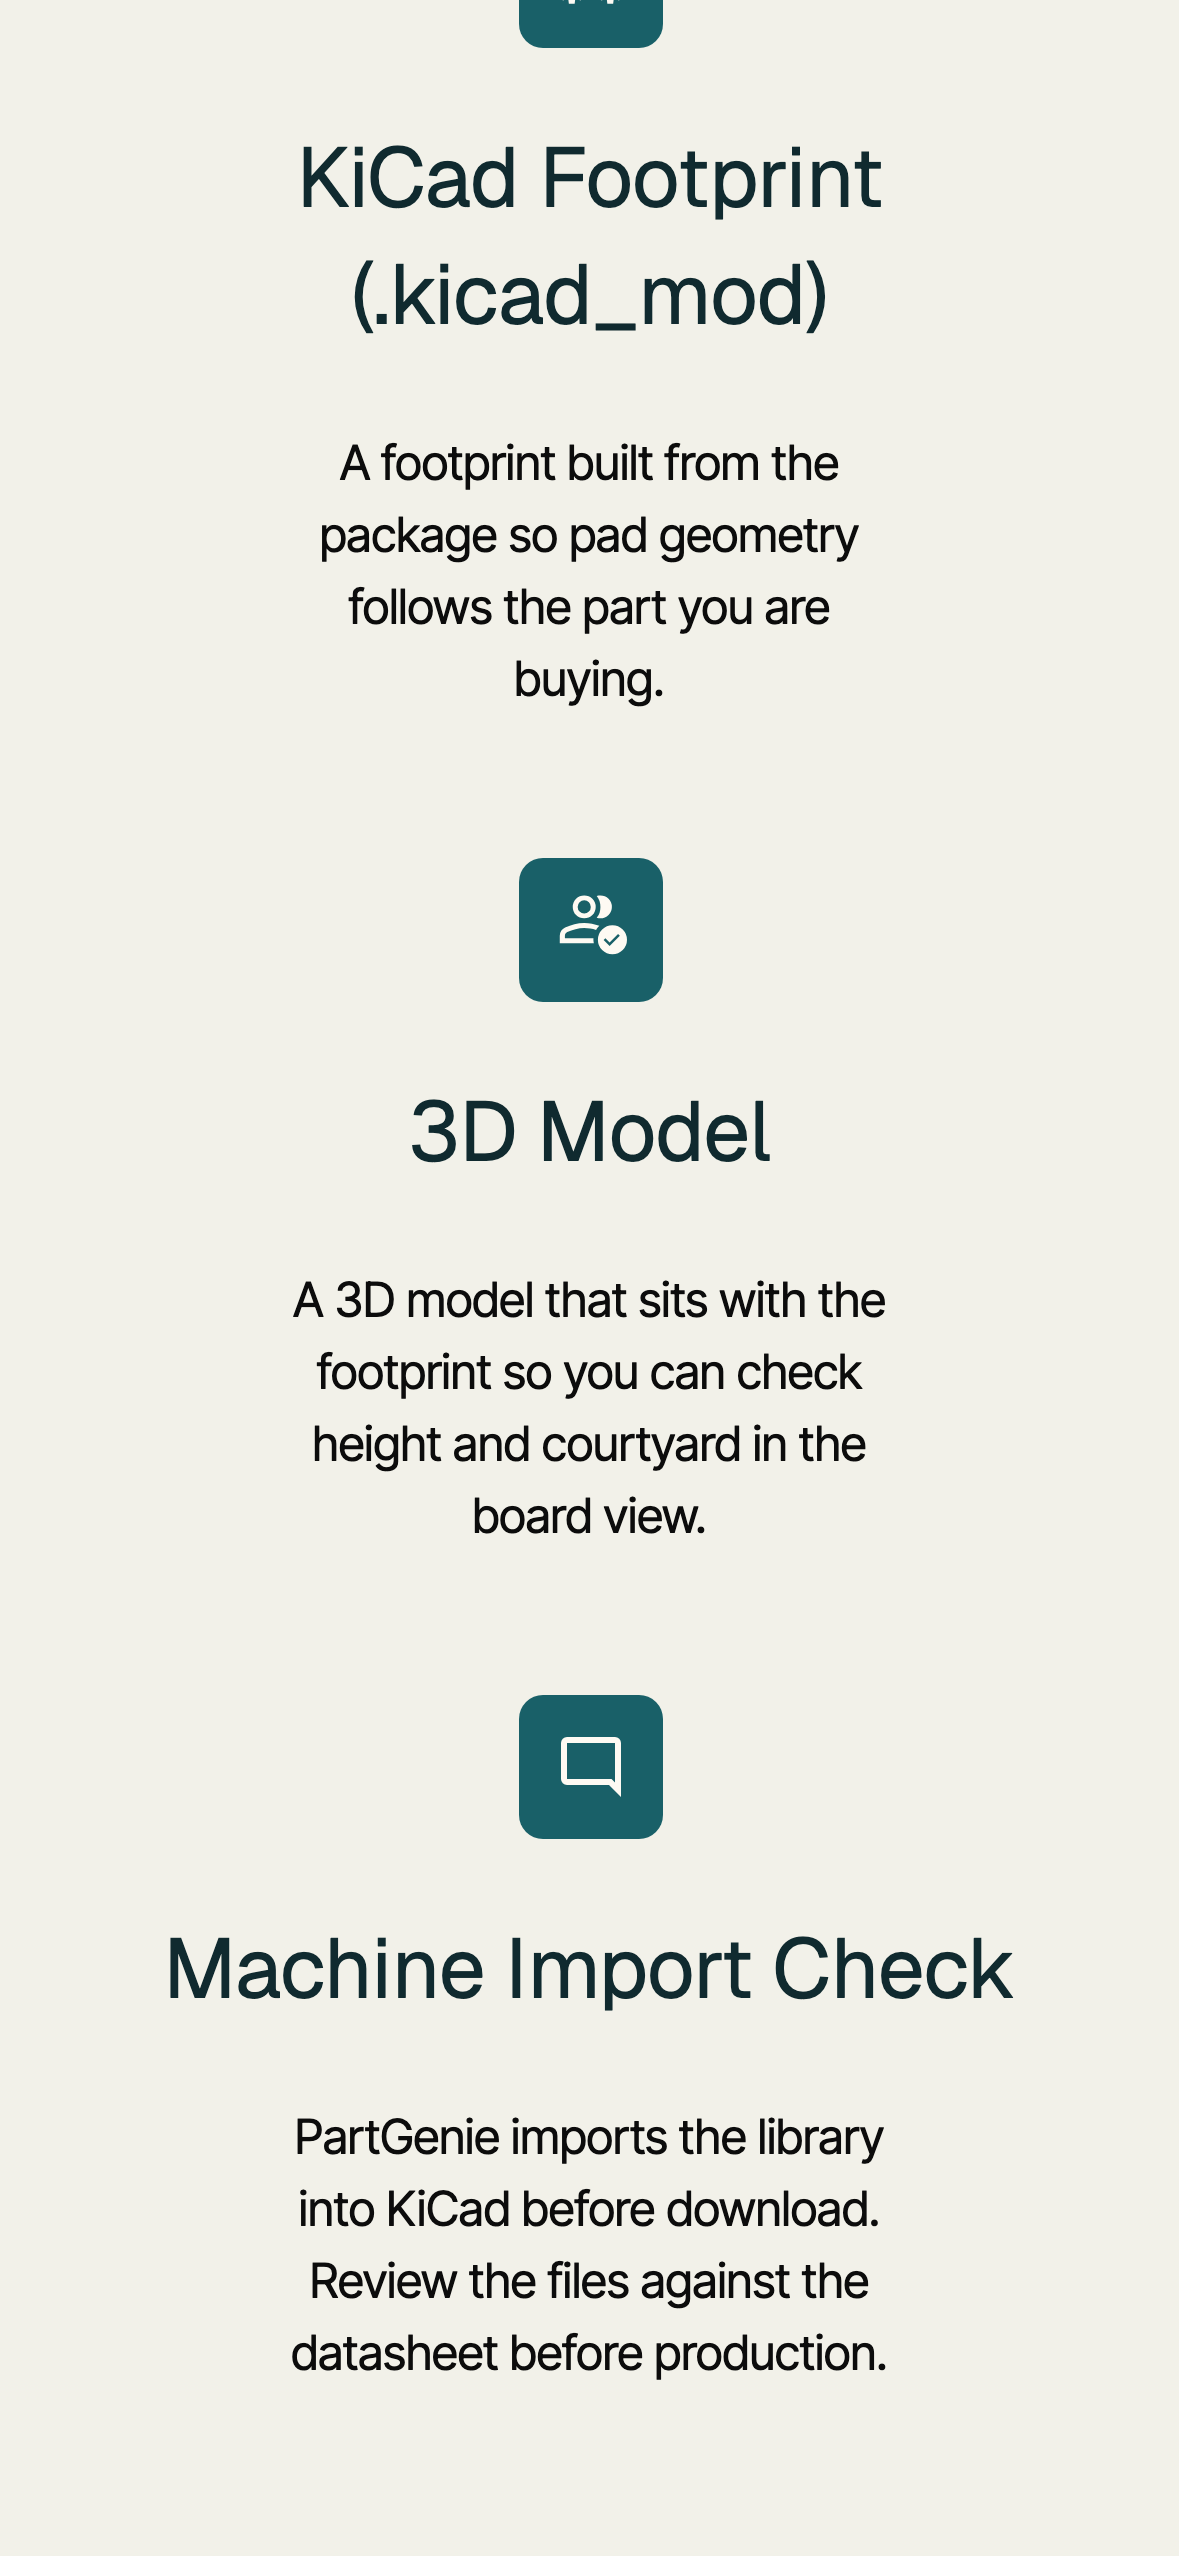 KiCad Footprint
(.kicad_mod)
A footprint built from the
package so pad geometry
follows the part you are
buying.
3D Model
A 3D model that sits with the
footprint so you can check
height and courtyard in the
board view.
Machine Import Check
PartGenie imports the library
into KiCad before download.
Review the files against the
datasheet before production.